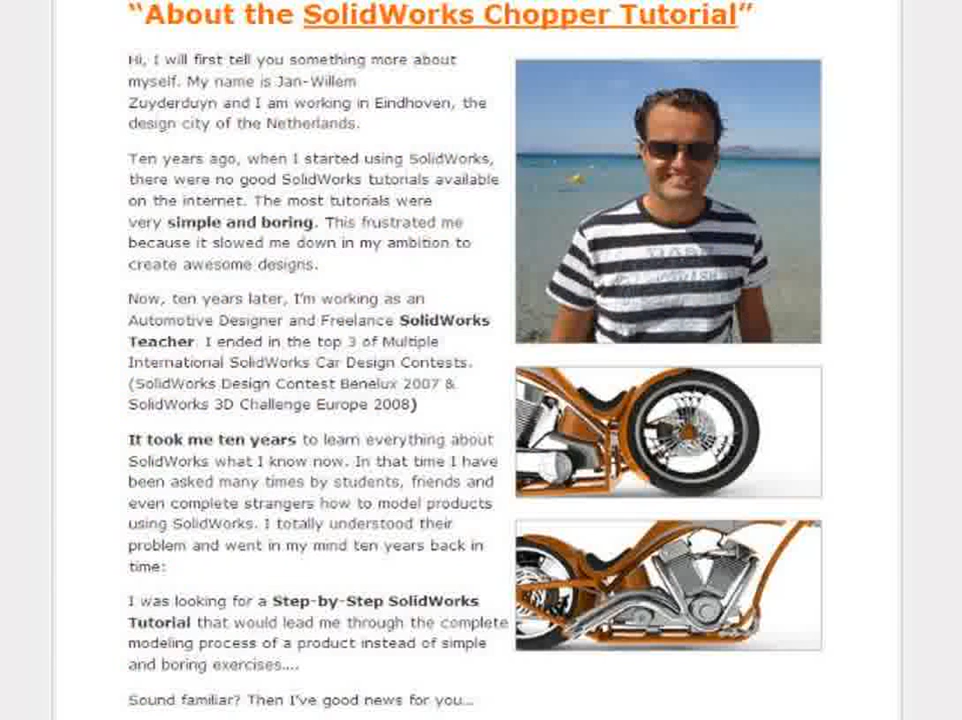 “About the SolidWorks Chopper Tutorial”
Hi, I will first tell you something more about
myself. My name is Jan-Willem
Zuyderduyn and I am working in Eindhoven, the
design city of the Netherlands.
Ten years ago, when I started using SolidWorks,
there were no good SolidWorks tutorials available
on the internet. The most tutorials were
very simple and boring. This frustrated me
because it slowed me down in my ambition to
create awesome designs.
Now, ten years later, I'm working as an
Automotive Designer and Freelance SolidWorks
Teacher. I ended in the top 3 of Multiple
International SolidWorks Car Design Contests.
(SolidWorks Design Contest Benelux 2007 &
SolidWorks 3D Challenge Europe 2008)
It took me ten years to learn everything about
SolidWorks what I know now. In that time I have
been asked many times by students, friends and
even complete strangers how to model products
using SolidWorks. I totally understood their
problem and went in my mind ten years back in
time:
I was looking for a Step-by-Step SolidWorks
Tutorial that would lead me through the complete
modeling process of a product instead of simple
and boring exercises....
Sound familiar? Then I've good news for you...